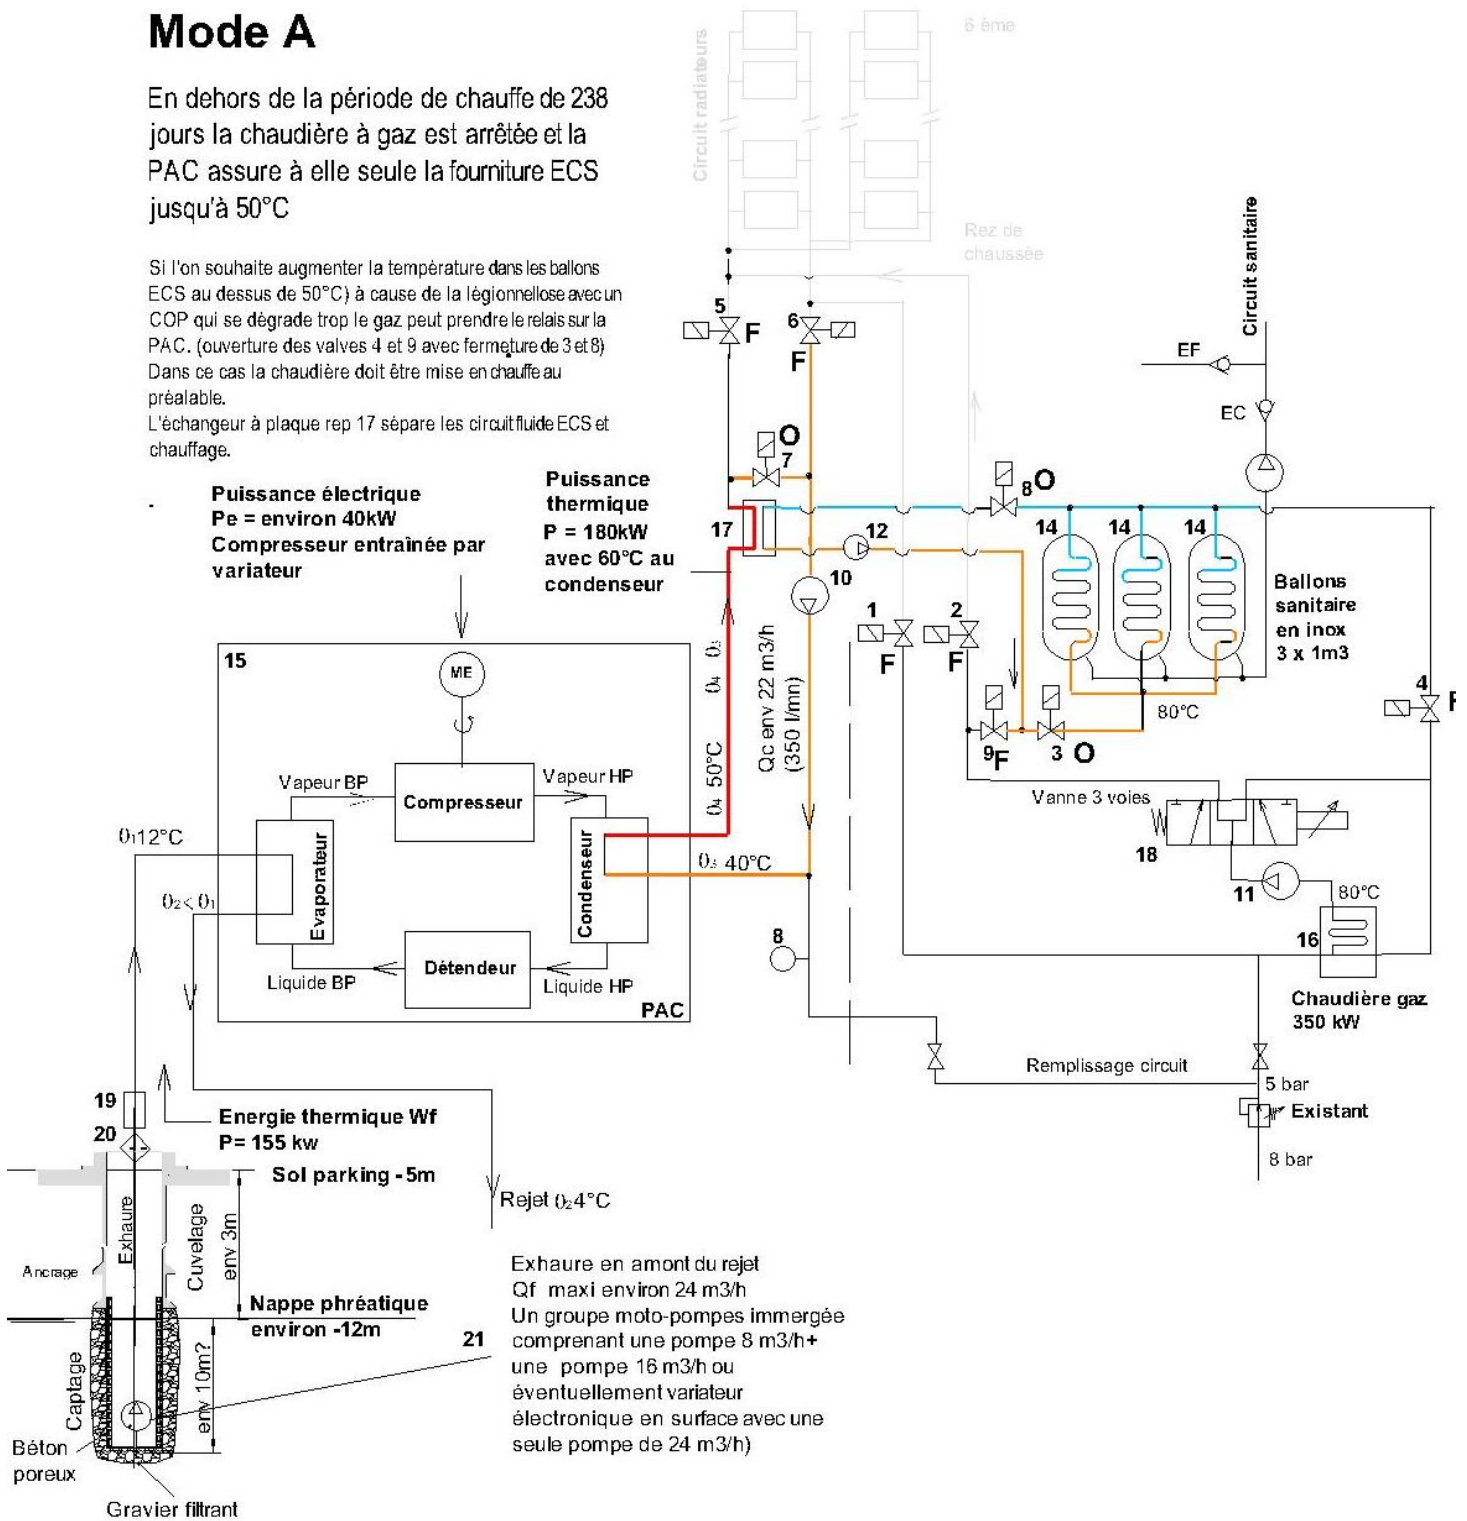 Mode A
En dehors de la période de chauffe de 238
jours la chaudière à gaz est arrêtée et la
PAC assure à elle seule la fourniture ECS
jusqu'à 50°C
Si l'on souhaite augmenter la température dans les ballons
ECS au dessus de 50°C) à cause de la légionnellose avec un
COP qui se dégrade trop le gaz peut prendre le relais sur la
PAC. (ouverture des valves 4 et 9 avec fermeture de 3 et 8)
Dans ce cas la chaudière doit être mise en chauffe au
préalable.
L'échangeur à plaque rep 17 sépare les circuit fluide ECS et
chauffage.
Circuit radiateurs
6 ème
Rez de
chaussée
Circuit sanitaire
EF
EC
5
F
6
F
O
7
8 O
Puissance électrique
Pe = environ 40kW
Compresseur entraînée par
variateur
Puissance
thermique
P = 180kW
avec 60°C au
condenseur
17
12
10
14
14
14
Ballons
sanitaire
en inox
3 x 1m3
1
F
2
F
15
ME
Vapeur BP
Compresseur
Vapeur HP
Evaporateur
Condenseur
Détendeur
Liquide BP
Liquide HP
PAC
θ4 50°C
θ4 θ3
Qc env 22 m3/h
(350 l/mn)
θ3 40°C
θ1 12°C
θ2 < θ1
9 F
3 O
80°C
4
F
Vanne 3 voies
18
11
80°C
16
Chaudière gaz
350 kW
8
Remplissage circuit
5 bar
Existant
8 bar
19
20
Energie thermique Wf
P= 155 kw
Sol parking -5m
Rejet θ2 4°C
Exhaure
Cuvelage
env 3m
Ancrage
Nappe phréatique
environ -12m
Captage
env 10m?
Béton
poreux
Gravier filtrant
21
Exhaure en amont du rejet
Qf maxi environ 24 m3/h
Un groupe moto-pompes immergée
comprenant une pompe 8 m3/h+
une pompe 16 m3/h ou
éventuellement variateur
électronique en surface avec une
seule pompe de 24 m3/h)